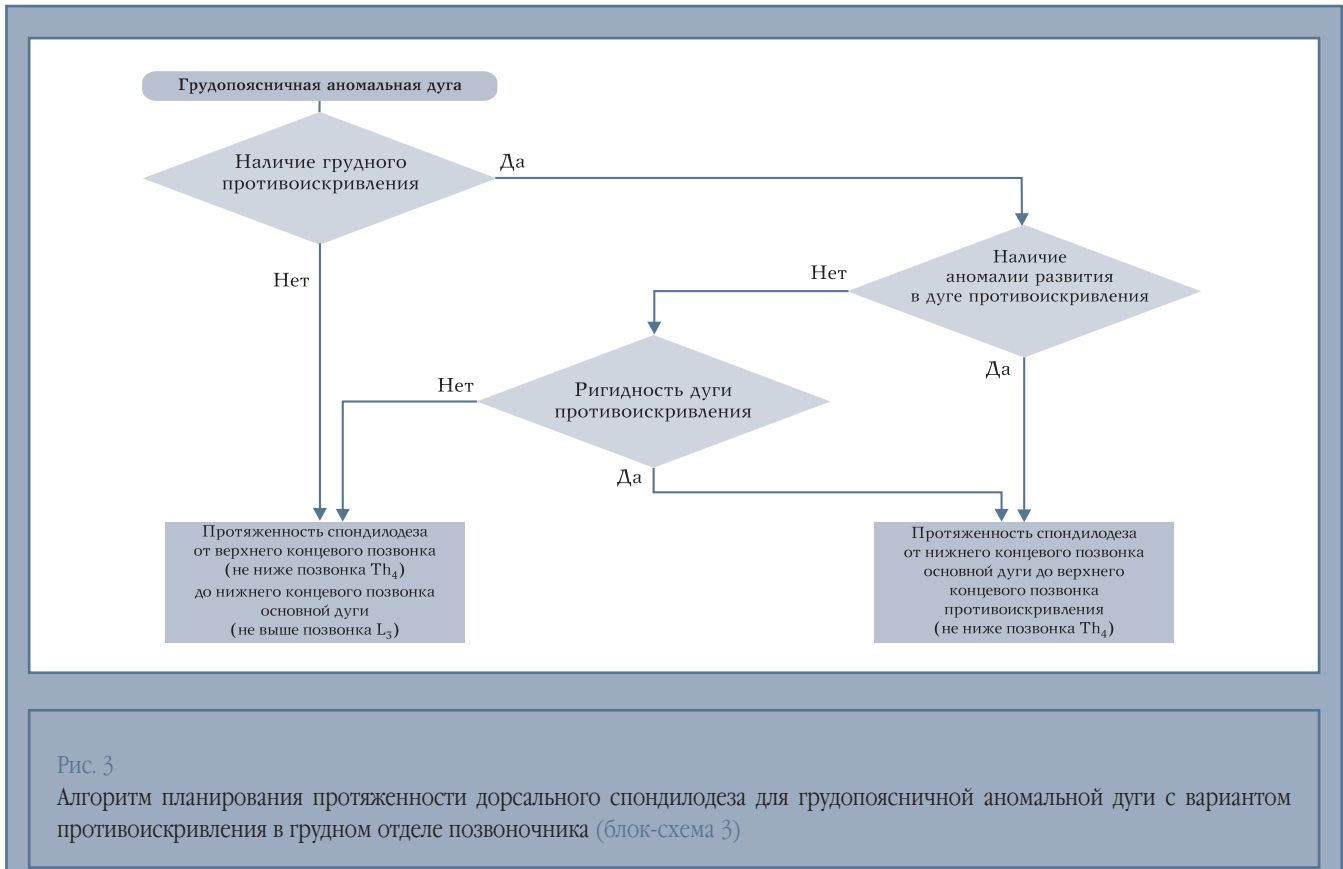 Грудопоясничная аномальная дуга
Наличие грудного
противоискривления
Да
Нет
Наличие
аномалии развития
в дуге противоискривления
Нет
Да
Ригидность дуги
противоискривления
Нет
Да
Протяженность спондилодеза
от верхнего концевого позвонка
(не ниже позвонка Th₄)
до нижнего концевого позвонка
основной дуги
(не выше позвонка L₃)
Протяженность спондилодеза
от нижнего концевого позвонка
основной дуги до верхнего
концевого позвонка
противоискривления
(не ниже позвонка Th₄)
Рис. 3
Алгоритм планирования протяженности дорсального спондилодеза для грудопоясничной аномальной дуги с вариантом
противоискривления в грудном отделе позвоночника (блок-схема 3)